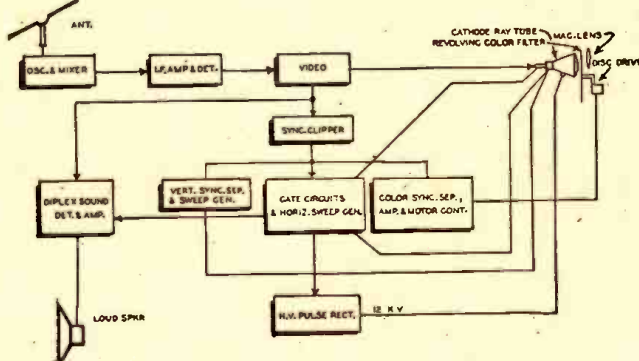 ANT.
CATHODE RAY TUBE
MAG. LENS
REVOLVING COLOR FILTER
DISC DRIVE
OSC. & MIXER
I.F. AMP & DET.
VIDEO
SYNC. CLIPPER
DIPLEX SOUND
DET. & AMP.
VERT. SYNC. SEP.
& SWEEP GEN.
GATE CIRCUITS
& HORIZ. SWEEP GEN.
COLOR SYNC. SEP.,
AMP. & MOTOR CONT.
LOUD SPKR
H.V. PULSE RECT.
12 KV